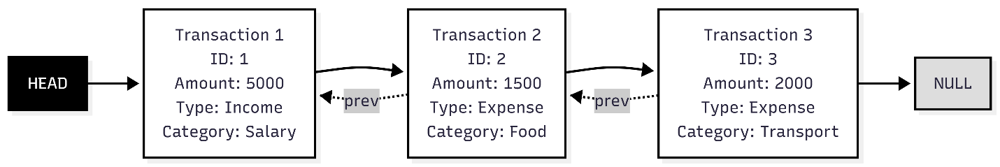 HEAD
Transaction 1
ID: 1
Amount: 5000
Type: Income
Category: Salary
prev
Transaction 2
ID: 2
Amount: 1500
Type: Expense
Category: Food
prev
Transaction 3
ID: 3
Amount: 2000
Type: Expense
Category: Transport
NULL